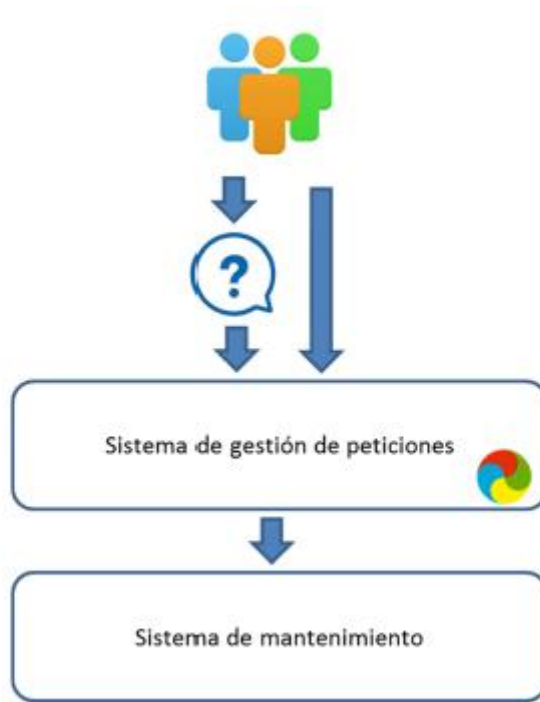 ?
Sistema de gestión de peticiones
Sistema de mantenimiento